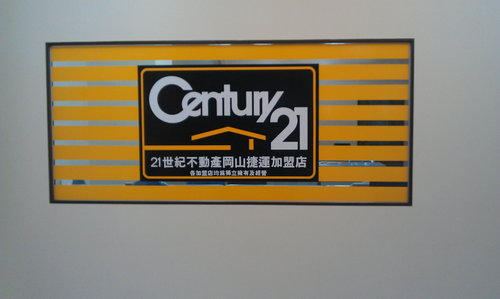 Century 21
21世紀不動產岡山捷運加盟店
各加盟店均為獨立擁有及經營